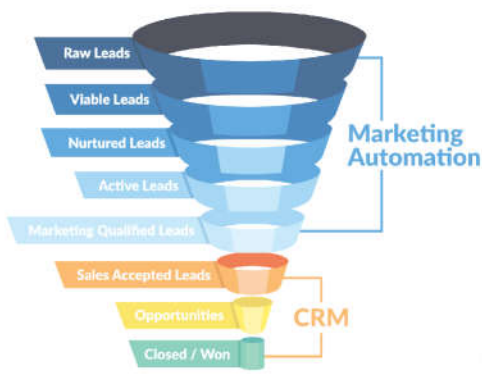 Raw Leads
Viable Leads
Nurtured Leads
Active Leads
Marketing Qualified Leads
Marketing
Automation
Sales Accepted Leads
Opportunities
CRM
Closed / Won